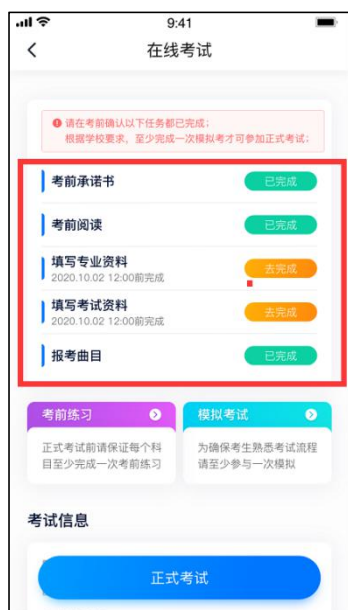 9:41
在线考试
请在考前确认以下任务都已完成：
根据学校要求，至少完成一次模拟考才可参加正式考试；
考前承诺书
已完成
考前阅读
已完成
填写专业资料
2020.10.02 12:00前完成
去完成
填写考试资料
2020.10.02 12:00前完成
去完成
报考曲目
已完成
考前练习
正式考试前请保证每个科
目至少完成一次考前练习
模拟考试
为确保考生熟悉考试流程
请至少参与一次模拟
考试信息
正式考试